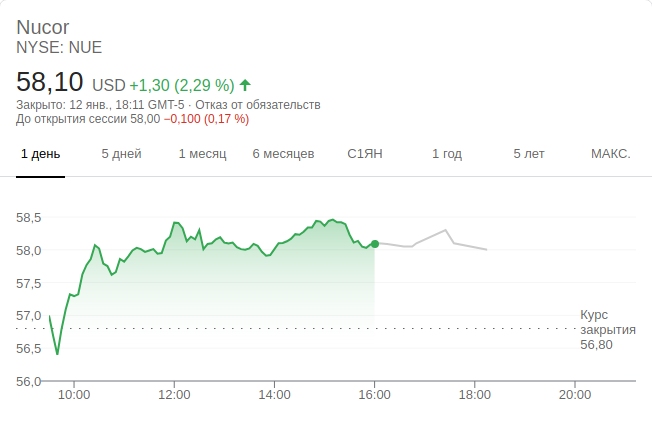 Nucor
NYSE: NUE
58,10 USD +1,30 (2,29 %)
Закрыто: 12 янв., 18:11 GMT-5 · Отказ от обязательств
До открытия сессии 58,00 −0,100 (0,17 %)
1 день 5 дней 1 месяц 6 месяцев С1ЯН 1 год 5 лет МАКС.
58,5
58,0
57,5
57,0
56,5
56,0
Курс
закрытия
56,80
10:00 12:00 14:00 16:00 18:00 20:00